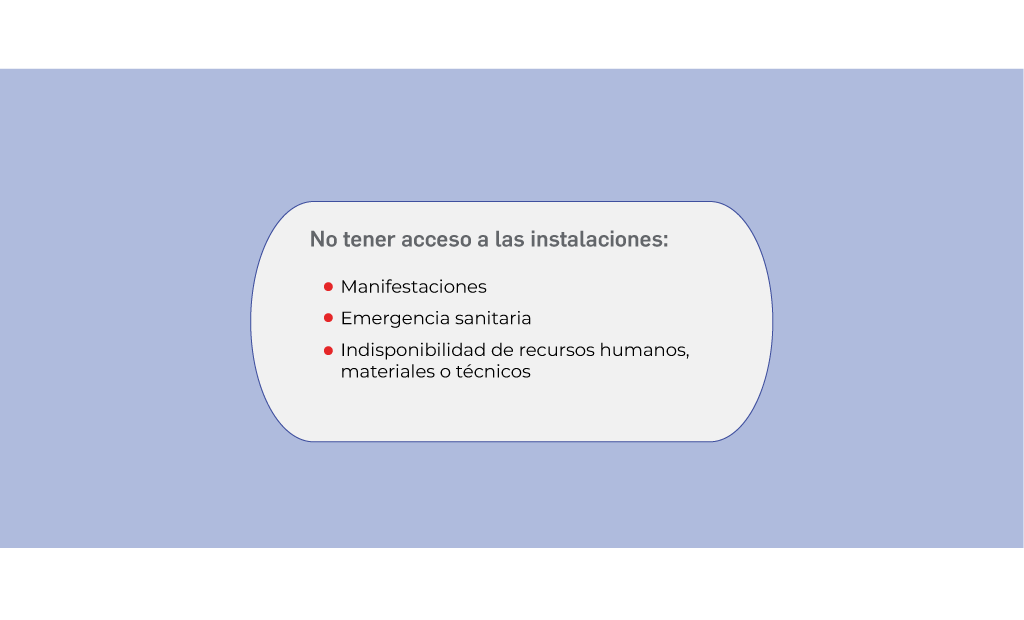 No tener acceso a las instalaciones:
Manifestaciones
Emergencia sanitaria
Indisponibilidad de recursos humanos,
materiales o técnicos